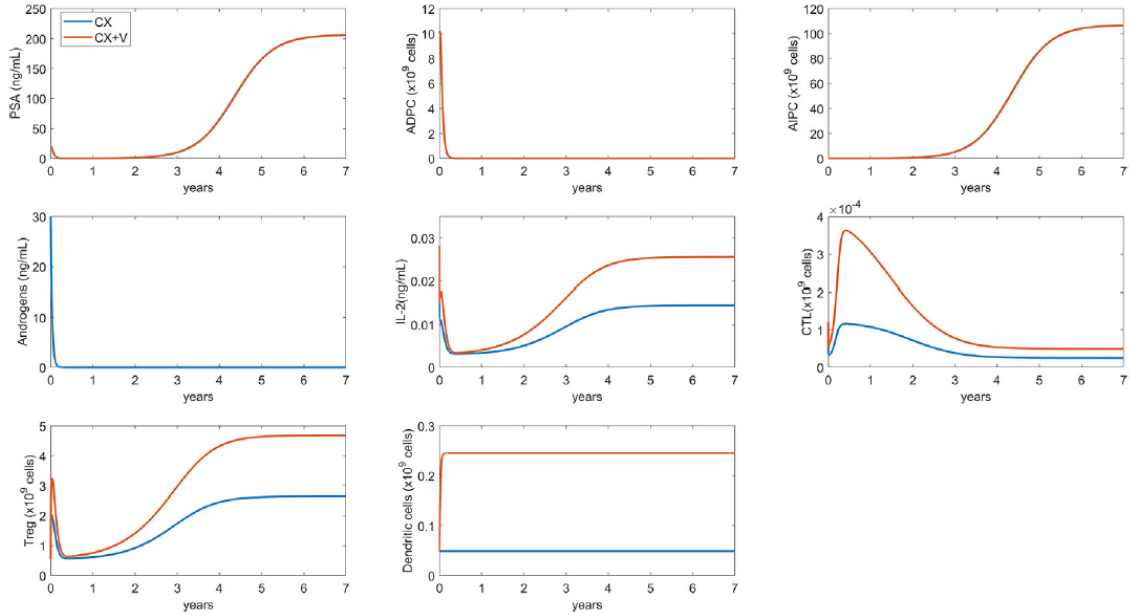 250
200
150
100
50
0
PSA (ng/mL)
CX
CX+V
0 1 2 3 4 5 6 7
years
12
10
8
6
4
2
0
ADPC (x10^9 cells)
0 1 2 3 4 5 6 7
years
120
100
80
60
40
20
0
AIPC (x10^9 cells)
0 1 2 3 4 5 6 7
years
30
20
10
0
Androgens (ng/mL)
0 1 2 3 4 5 6 7
years
0.03
0.02
0.01
0
IL-2(ng/mL)
0 1 2 3 4 5 6 7
years
×10^-4
4
3
2
1
0
CTL(x10^9 cells)
0 1 2 3 4 5 6 7
years
5
4
3
2
1
0
Treg (x10^9 cells)
0 1 2 3 4 5 6 7
years
0.3
0.2
0.1
0
Dendritic cells (x10^9 cells)
0 1 2 3 4 5 6 7
years